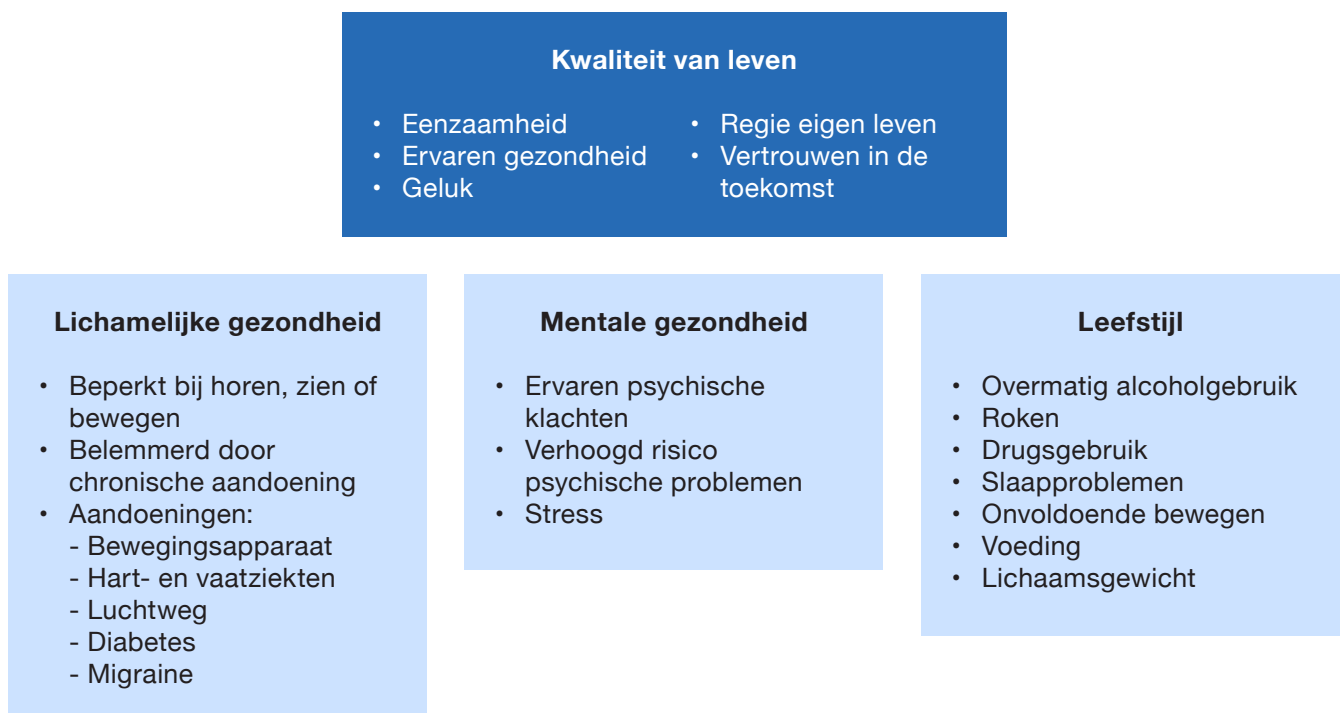 Kwaliteit van leven
• Eenzaamheid
• Ervaren gezondheid
• Geluk
• Regie eigen leven
• Vertrouwen in de
toekomst
Lichamelijke gezondheid
• Beperkt bij horen, zien of
bewegen
• Belemmerd door
chronische aandoening
• Aandoeningen:
- Bewegingsapparaat
- Hart- en vaatziekten
- Luchtweg
- Diabetes
- Migraine
Mentale gezondheid
• Ervaren psychische
klachten
• Verhoogd risico
psychische problemen
• Stress
Leefstijl
• Overmatig alcoholgebruik
• Roken
• Drugsgebruik
• Slaapproblemen
• Onvoldoende bewegen
• Voeding
• Lichaamsgewicht